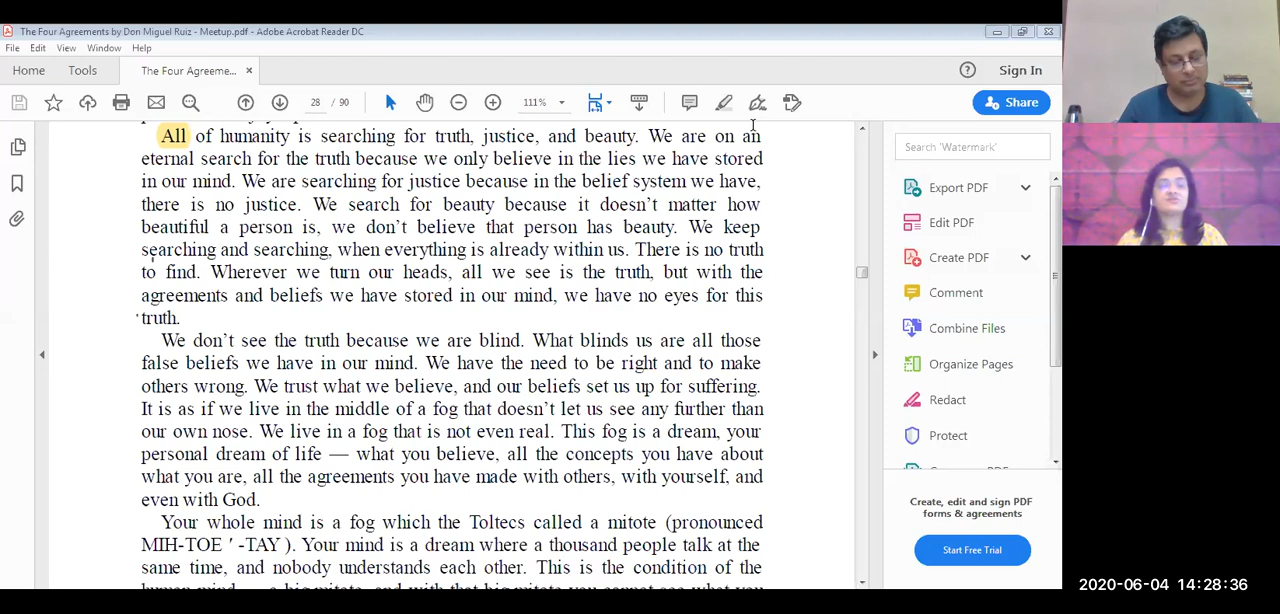 The Four Agreements by Don Miguel Ruiz - Meetup.pdf - Adobe Acrobat Reader DC
File Edit View Window Help
Home Tools The Four Agreeme... × Sign In
28 / 90 111% Share
All of humanity is searching for truth, justice, and beauty. We are on an
eternal search for the truth because we only believe in the lies we have stored
in our mind. We are searching for justice because in the belief system we have,
there is no justice. We search for beauty because it doesn't matter how
beautiful a person is, we don't believe that person has beauty. We keep
searching and searching, when everything is already within us. There is no truth
to find. Wherever we turn our heads, all we see is the truth, but with the
agreements and beliefs we have stored in our mind, we have no eyes for this
truth.
We don't see the truth because we are blind. What blinds us are all those
false beliefs we have in our mind. We have the need to be right and to make
others wrong. We trust what we believe, and our beliefs set us up for suffering.
It is as if we live in the middle of a fog that doesn't let us see any further than
our own nose. We live in a fog that is not even real. This fog is a dream, your
personal dream of life — what you believe, all the concepts you have about
what you are, all the agreements you have made with others, with yourself, and
even with God.
Your whole mind is a fog which the Toltecs called a mitote (pronounced
MIH-TOE ′ -TAY ). Your mind is a dream where a thousand people talk at the
same time, and nobody understands each other. This is the condition of the
Search 'Watermark'
Export PDF
Edit PDF
Create PDF
Comment
Combine Files
Organize Pages
Redact
Protect
Create, edit and sign PDF
forms & agreements
Start Free Trial
2020-06-04 14:28:36